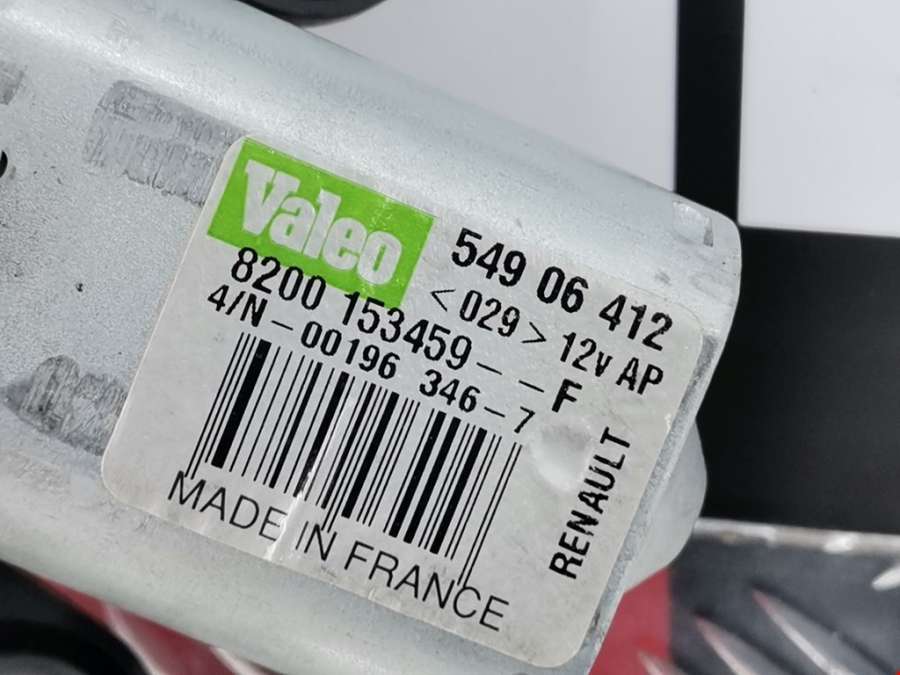 Valeo
549 06 412
<029> 12v AP
8200 153459--F
4/N-00196 346-7
RENAULT
MADE IN FRANCE